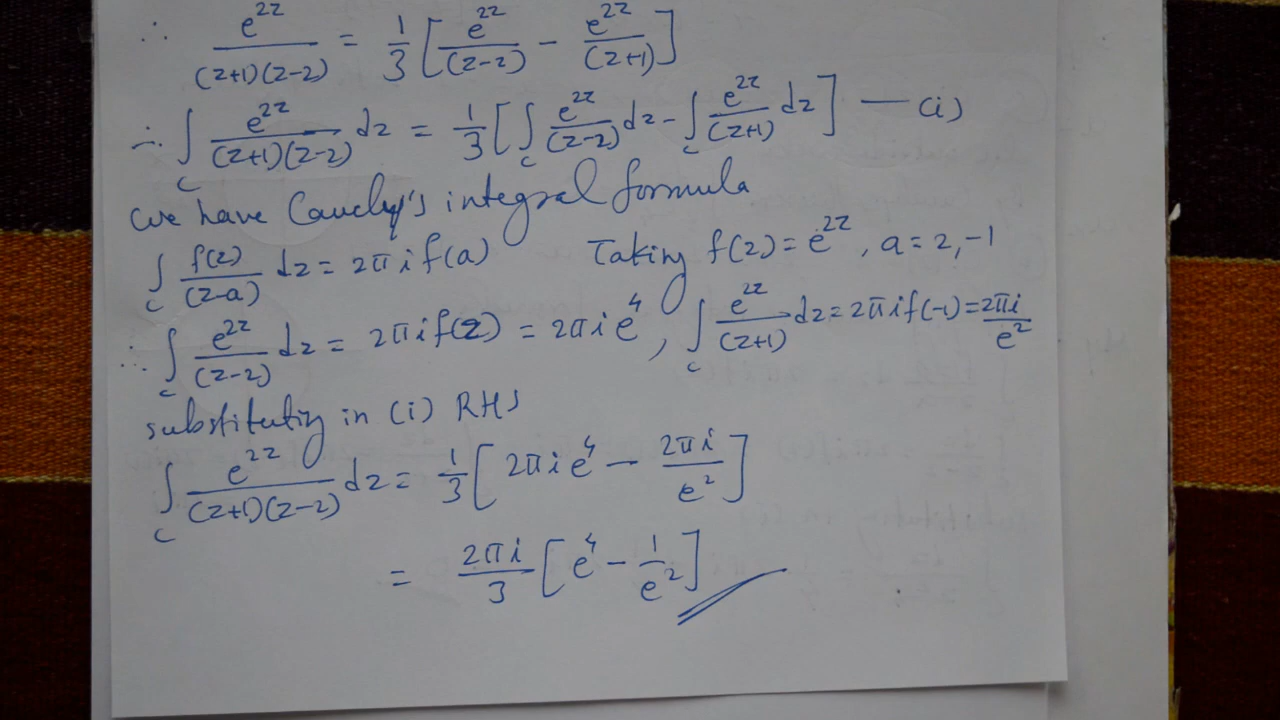 ∴ e^{2z}/((z+1)(z-2)) = 1/3 [ e^{2z}/(z-2) - e^{2z}/(z+1) ]
∴ ∫_c e^{2z}/((z+1)(z-2)) dz = 1/3 [ ∫_c e^{2z}/(z-2) dz - ∫_c e^{2z}/(z+1) dz ] — (i)
we have Cauchy's integral formula
∫_c f(z)/(z-a) dz = 2πi f(a) Taking f(z) = e^{2z}, a = 2, -1
∴ ∫_c e^{2z}/(z-2) dz = 2πi f(2) = 2πi e^4, ∫_c e^{2z}/(z+1) dz = 2πi f(-1) = 2πi/e^2
substituting in (i) RHS
∫_c e^{2z}/((z+1)(z-2)) dz = 1/3 [ 2πi e^4 - 2πi/e^2 ]
= 2πi/3 [ e^4 - 1/e^2 ]